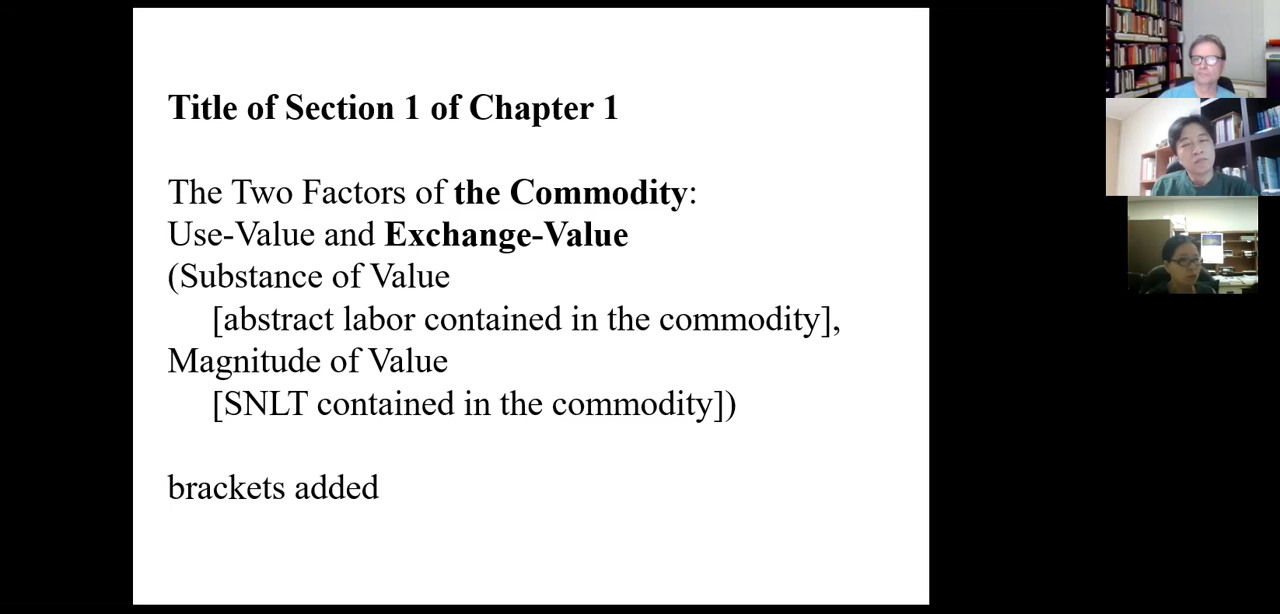 Title of Section 1 of Chapter 1
The Two Factors of the Commodity:
Use-Value and Exchange-Value
(Substance of Value
[abstract labor contained in the commodity],
Magnitude of Value
[SNLT contained in the commodity])
brackets added